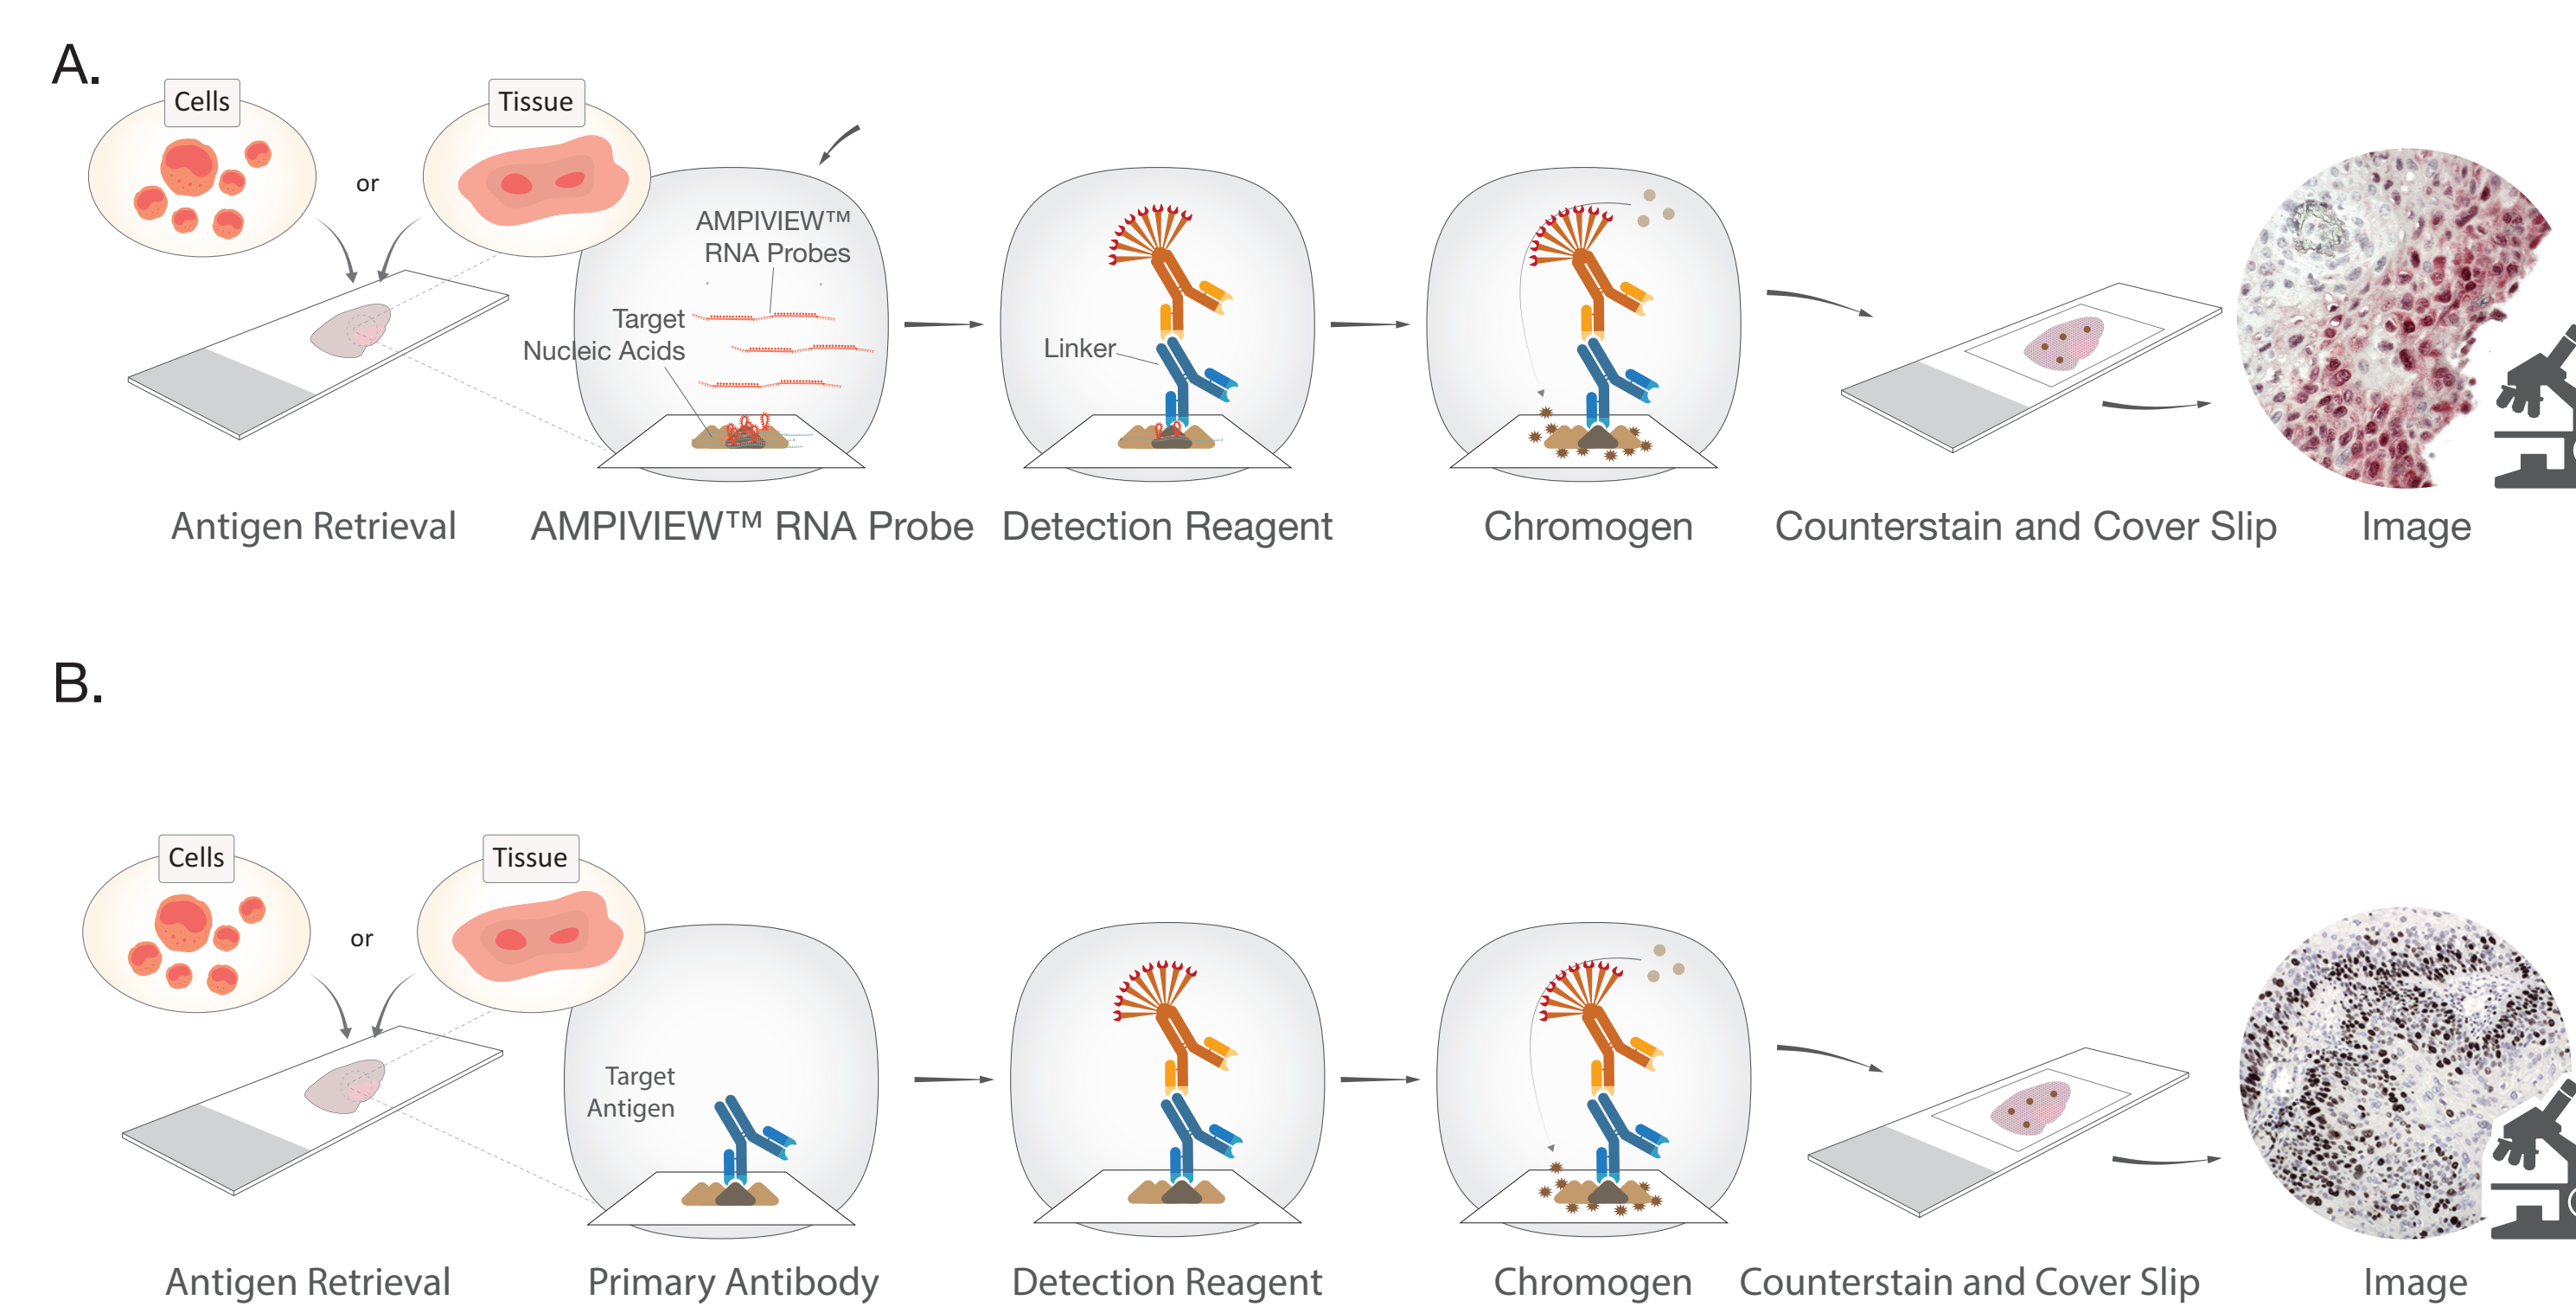 A.
Cells
or
Tissue
AMPIVIEW™
RNA Probes
Target
Nucleic Acids
Linker
Antigen Retrieval
AMPIVIEW™ RNA Probe
Detection Reagent
Chromogen
Counterstain and Cover Slip
Image
B.
Cells
or
Tissue
Target
Antigen
Antigen Retrieval
Primary Antibody
Detection Reagent
Chromogen
Counterstain and Cover Slip
Image